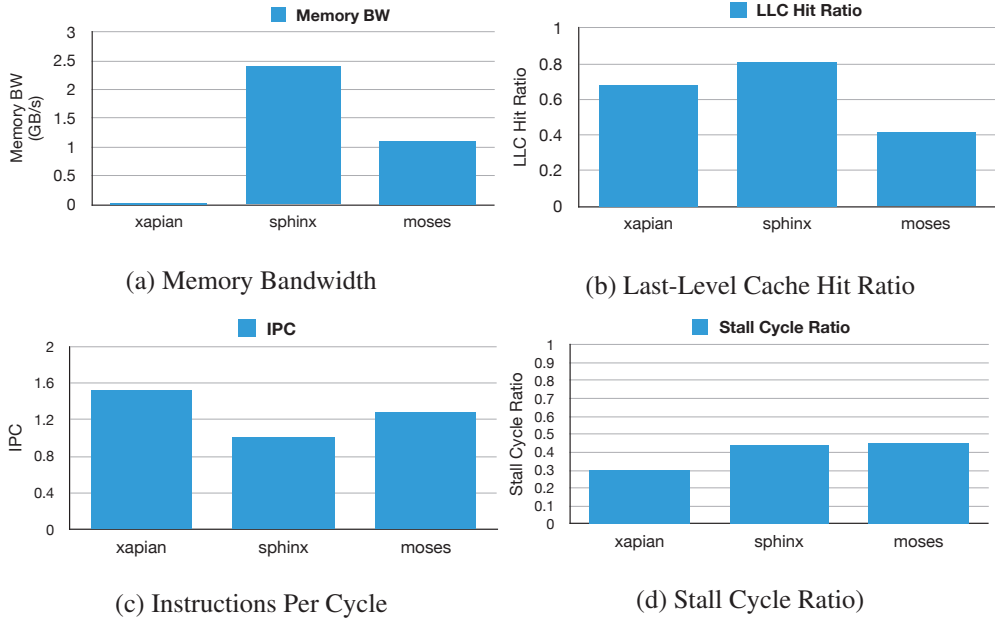 Memory BW
Memory BW
(GB/s)
3
2.5
2
1.5
1
0.5
0
xapian sphinx moses
(a) Memory Bandwidth
LLC Hit Ratio
LLC Hit Ratio
1
0.8
0.6
0.4
0.2
0
xapian sphinx moses
(b) Last-Level Cache Hit Ratio
IPC
IPC
2
1.6
1.2
0.8
0.4
0
xapian sphinx moses
(c) Instructions Per Cycle
Stall Cycle Ratio
Stall Cycle Ratio
1
0.9
0.8
0.7
0.6
0.5
0.4
0.3
0.2
0.1
0
xapian sphinx moses
(d) Stall Cycle Ratio)